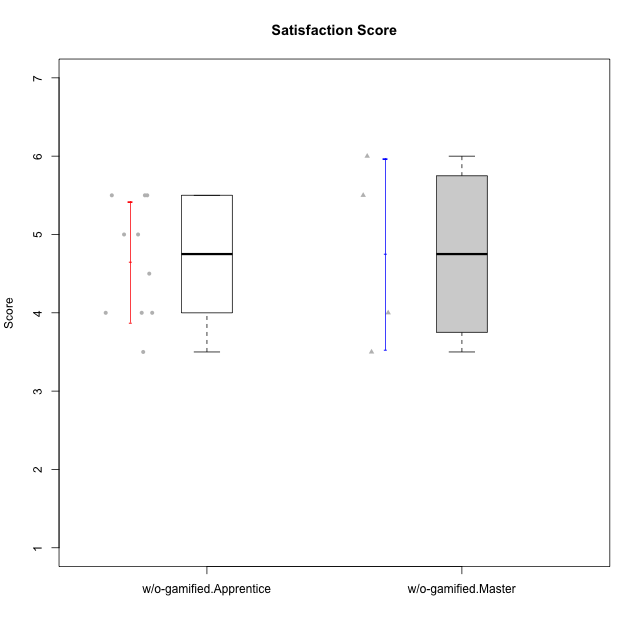 Satisfaction Score
7
6
5
4
3
2
1
Score
w/o-gamified.Apprentice
w/o-gamified.Master